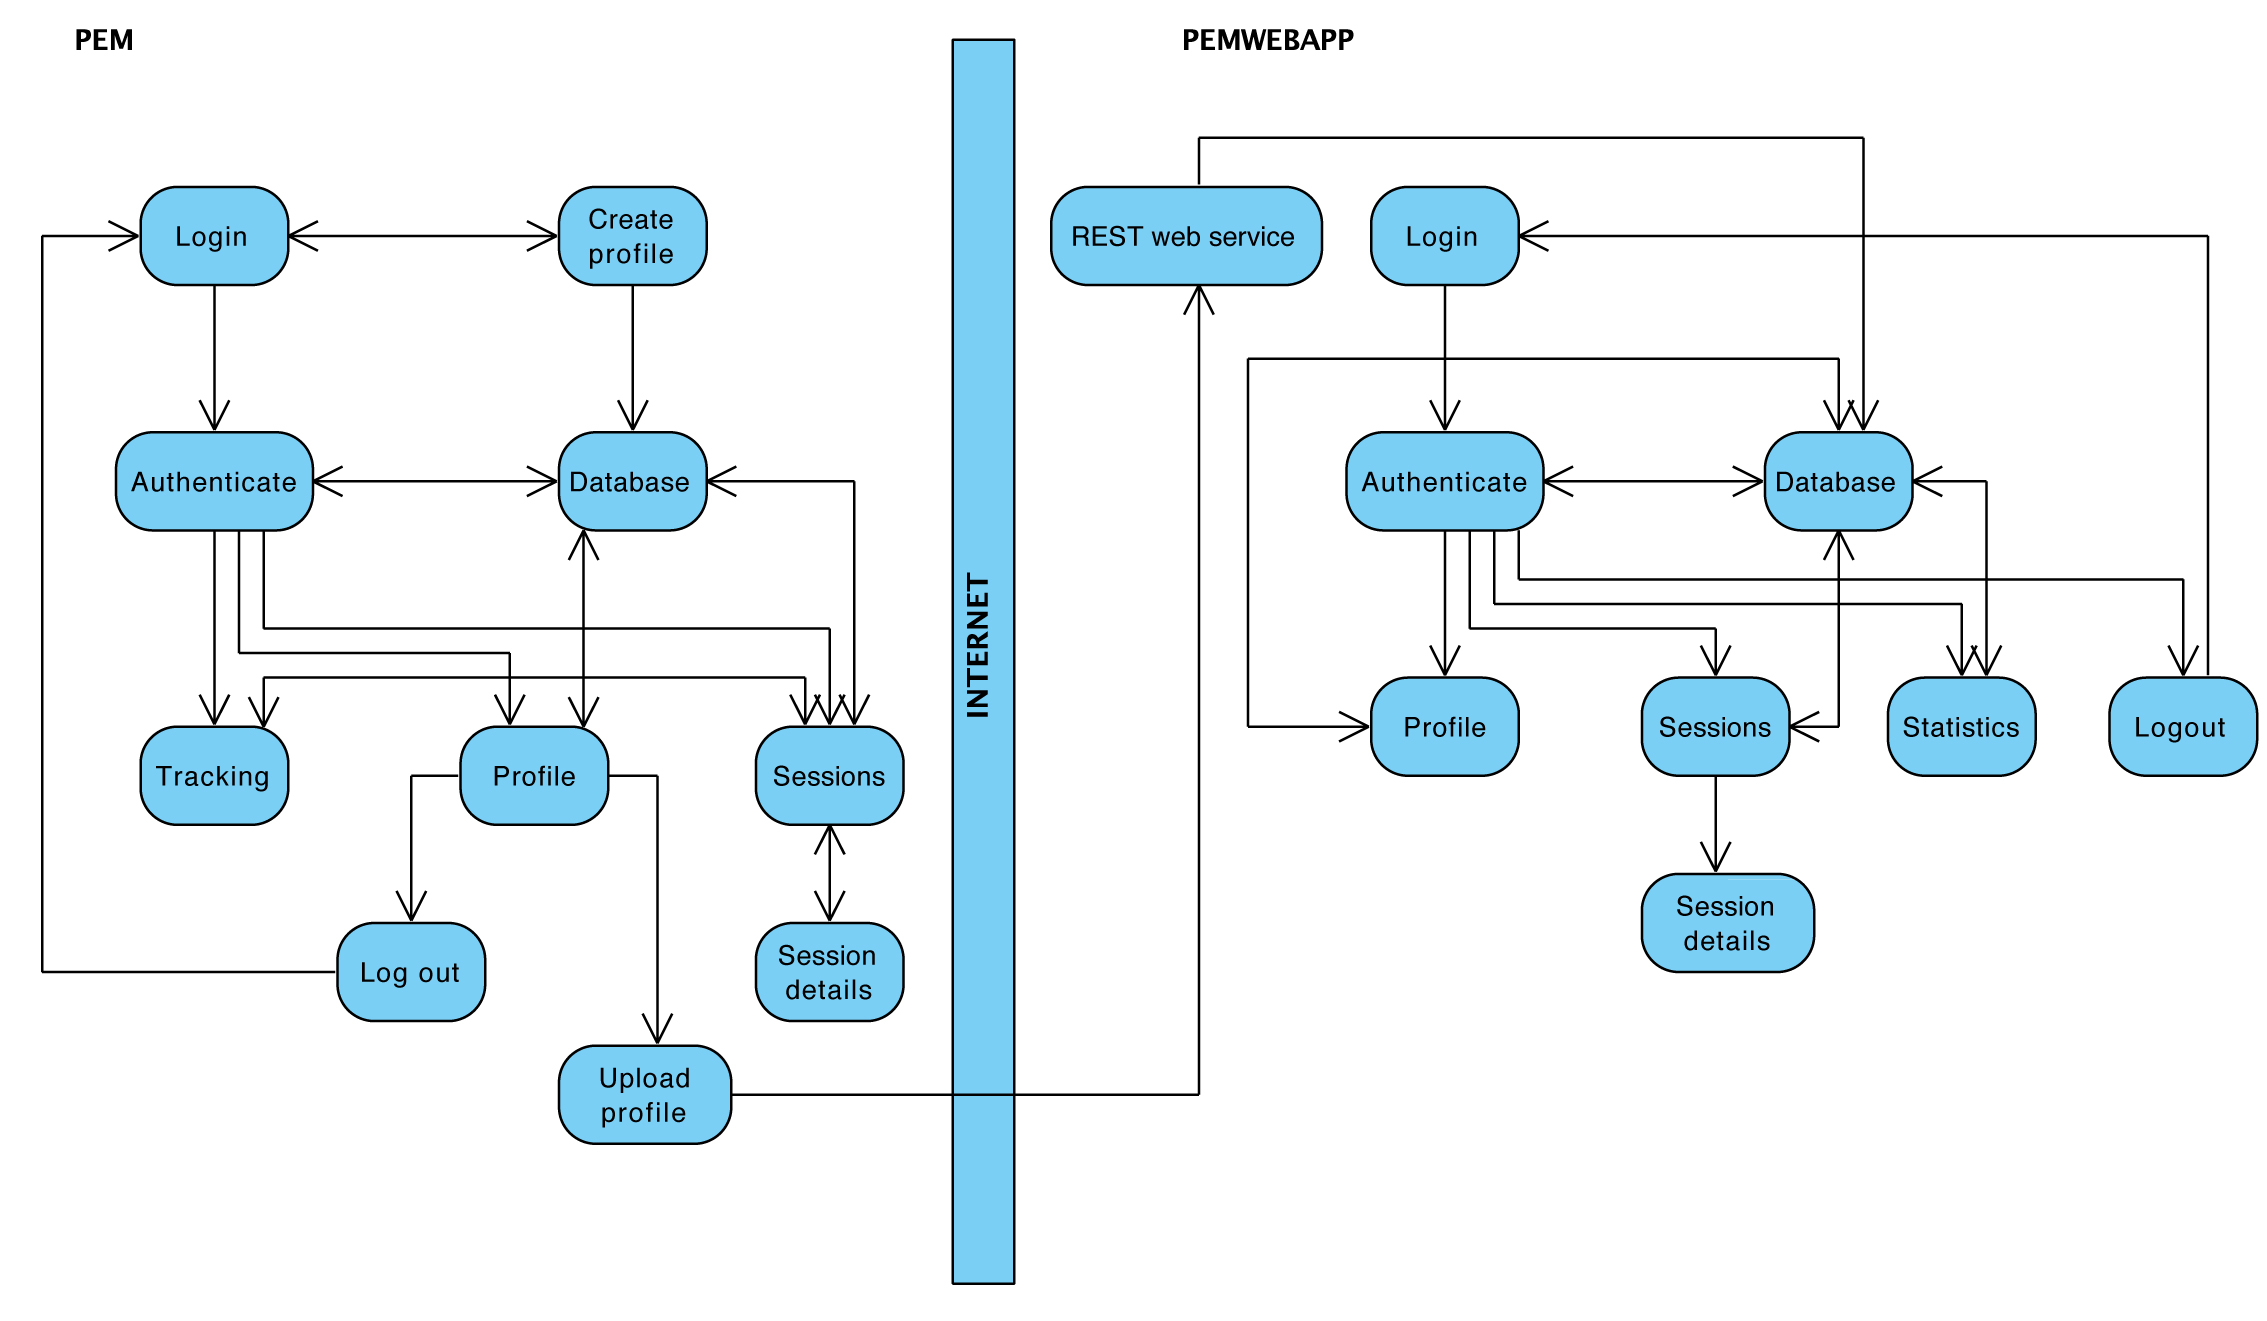 PEM
PEMWEBAPP
Login
Create
profile
REST web service
Login
Authenticate
Database
Authenticate
Database
INTERNET
Tracking
Profile
Sessions
Profile
Sessions
Statistics
Logout
Log out
Session
details
Session
details
Upload
profile